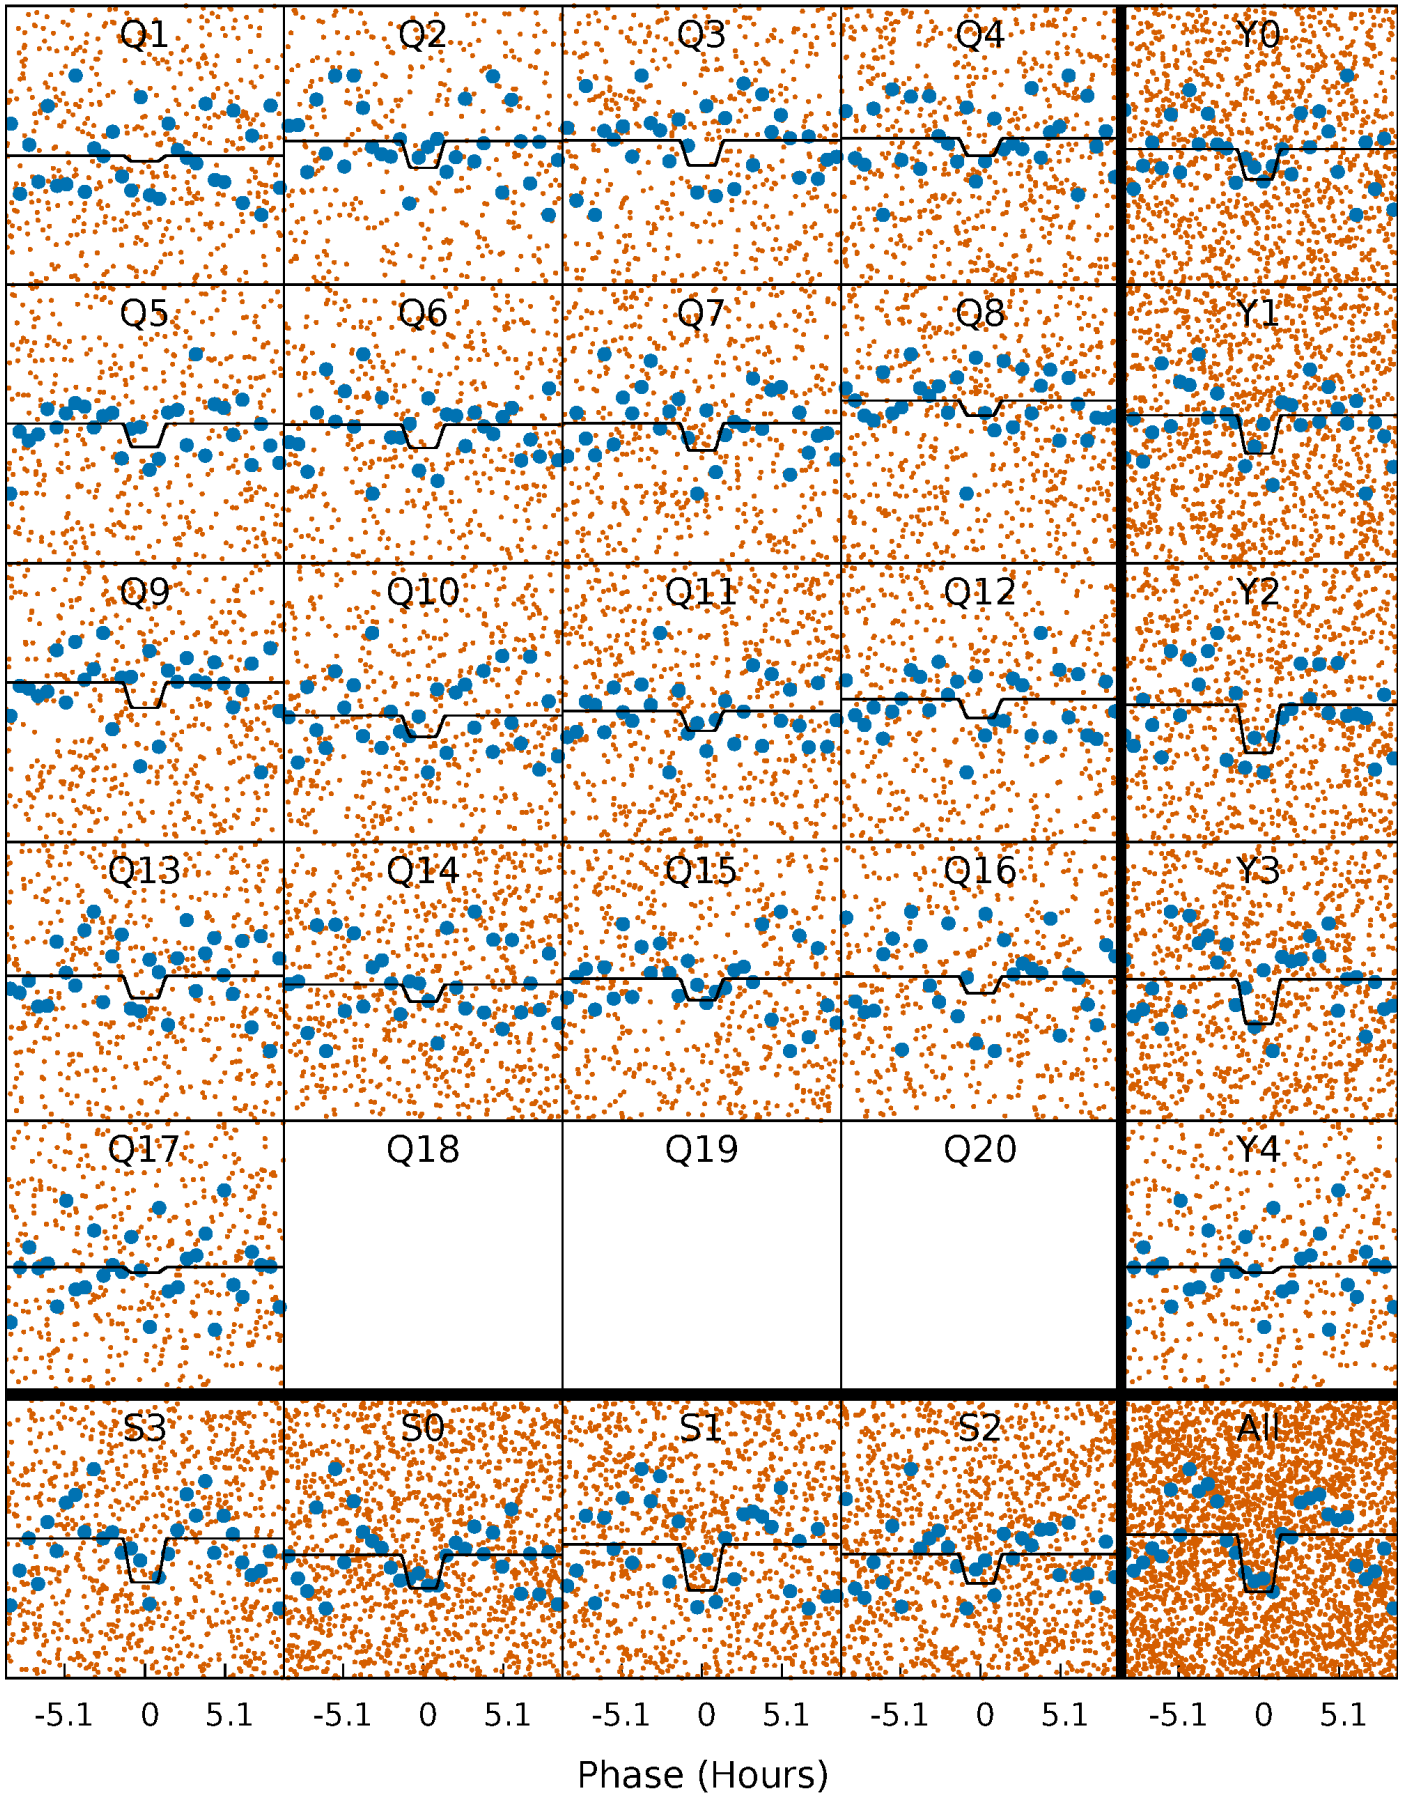 Q1 Q2 Q3 Q4 Y0
Q5 Q6 Q7 Q8 Y1
Q9 Q10 Q11 Q12 Y2
Q13 Q14 Q15 Q16 Y3
Q17 Q18 Q19 Q20 Y4
S3 S0 S1 S2 All
-5.1 0 5.1 -5.1 0 5.1 -5.1 0 5.1 -5.1 0 5.1 -5.1 0 5.1
Phase (Hours)